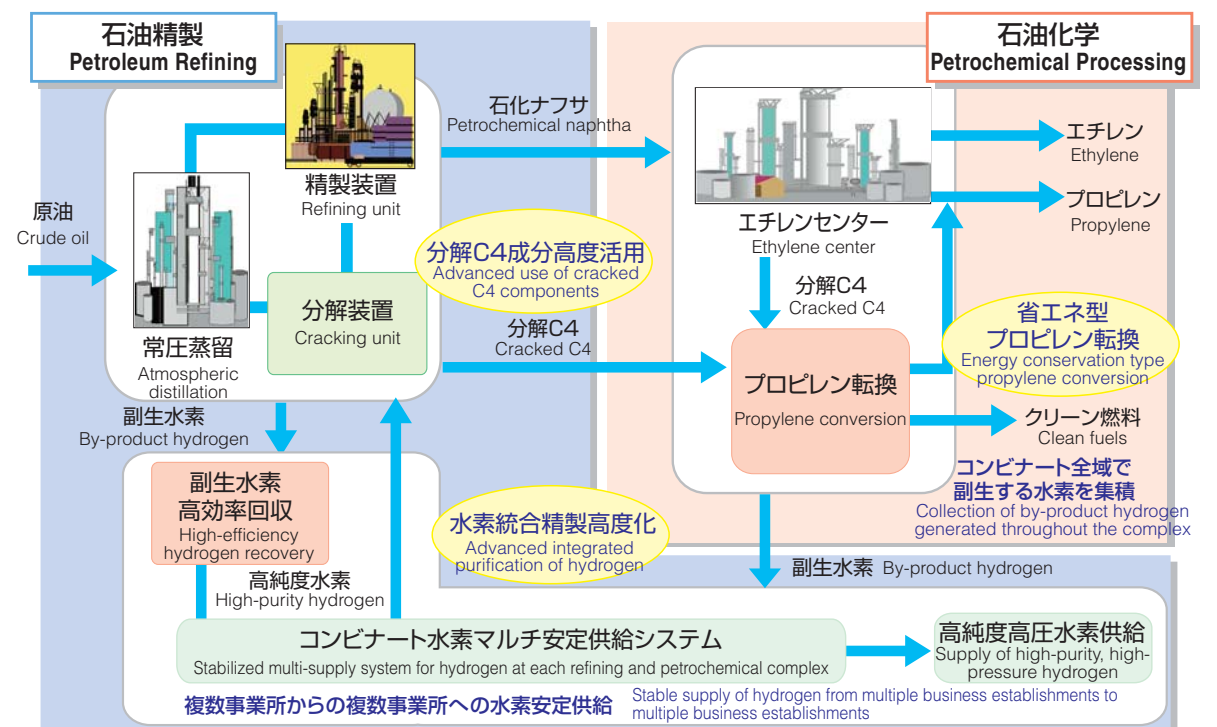 石油精製
Petroleum Refining
石油化学
Petrochemical Processing
石化ナフサ
Petrochemical naphtha
エチレン
Ethylene
プロピレン
Propylene
精製装置
Refining unit
エチレンセンター
Ethylene center
原油
Crude oil
分解C4成分高度活用
Advanced use of cracked
C4 components
分解C4
Cracked C4
分解装置
Cracking unit
分解C4
Cracked C4
省エネ型
プロピレン転換
Energy conservation type
propylene conversion
常圧蒸留
Atmospheric
distillation
プロピレン転換
Propylene conversion
クリーン燃料
Clean fuels
副生水素
By-product hydrogen
コンビナート全域で
副生する水素を集積
Collection of by-product hydrogen
generated throughout the complex
副生水素
高効率回収
High-efficiency
hydrogen recovery
水素統合精製高度化
Advanced integrated
purification of hydrogen
高純度水素
High-purity hydrogen
副生水素 By-product hydrogen
コンビナート水素マルチ安定供給システム
Stabilized multi-supply system for hydrogen at each refining and petrochemical complex
高純度高圧水素供給
Supply of high-purity, high-
pressure hydrogen
複数事業所からの複数事業所への水素安定供給
Stable supply of hydrogen from multiple business establishments to
multiple business establishments